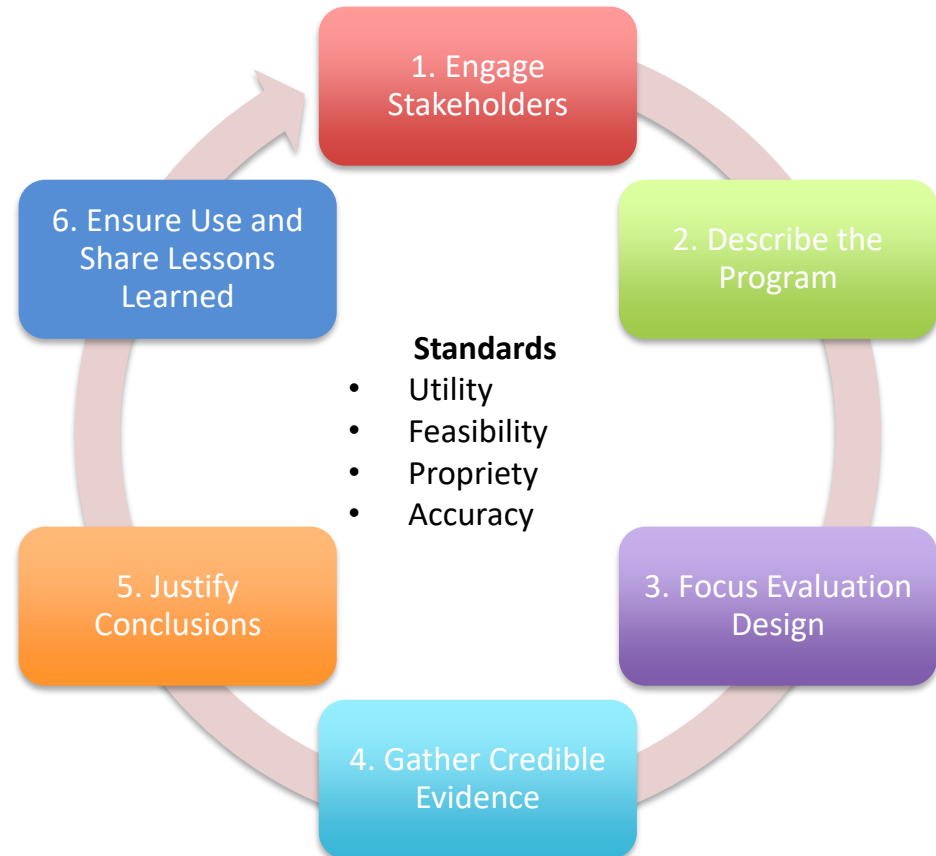 1. Engage
Stakeholders
2. Describe the
Program
3. Focus Evaluation
Design
4. Gather Credible
Evidence
5. Justify
Conclusions
6. Ensure Use and
Share Lessons
Learned
Standards
• Utility
• Feasibility
• Propriety
• Accuracy